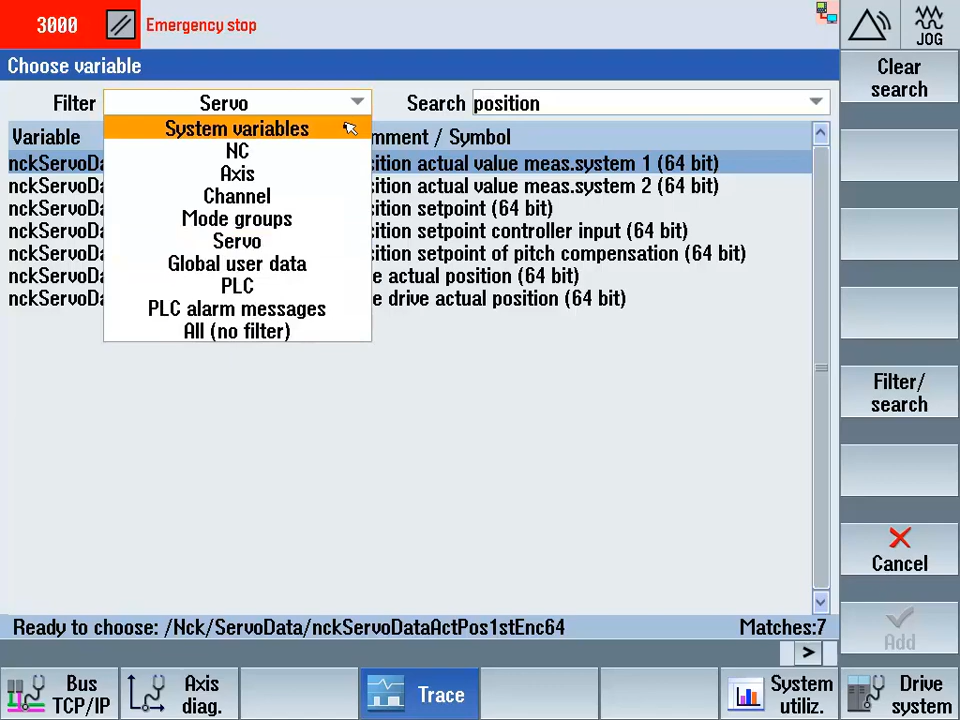 3000 Emergency stop
JOG
Choose variable
Filter Servo Search position
Variable mment / Symbol
System variables
NC
Axis
Channel
Mode groups
Servo
Global user data
PLC
PLC alarm messages
All (no filter)
nckServoDa sition actual value meas.system 1 (64 bit)
nckServoDa sition actual value meas.system 2 (64 bit)
nckServoDa sition setpoint (64 bit)
nckServoDa sition setpoint controller input (64 bit)
nckServoDa sition setpoint of pitch compensation (64 bit)
nckServoDa e actual position (64 bit)
nckServoDa e drive actual position (64 bit)
Ready to choose: /Nck/ServoData/nckServoDataActPos1stEnc64 Matches:7
>
Clear
search
Filter/
search
Cancel
Add
Bus
TCP/IP
Axis
diag.
Trace
System
utiliz.
Drive
system